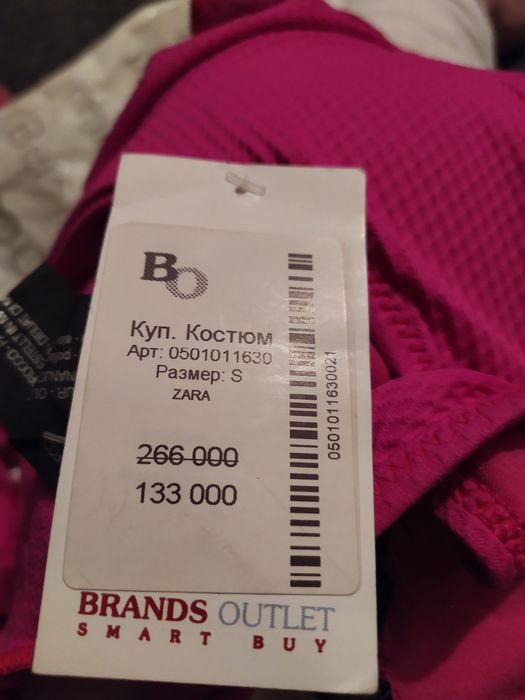 BO
Куп. Костюм
Арт: 0501011630
Размер: S
ZARA
266 000
133 000
0501011630021
BRANDS OUTLET
SMART BUY